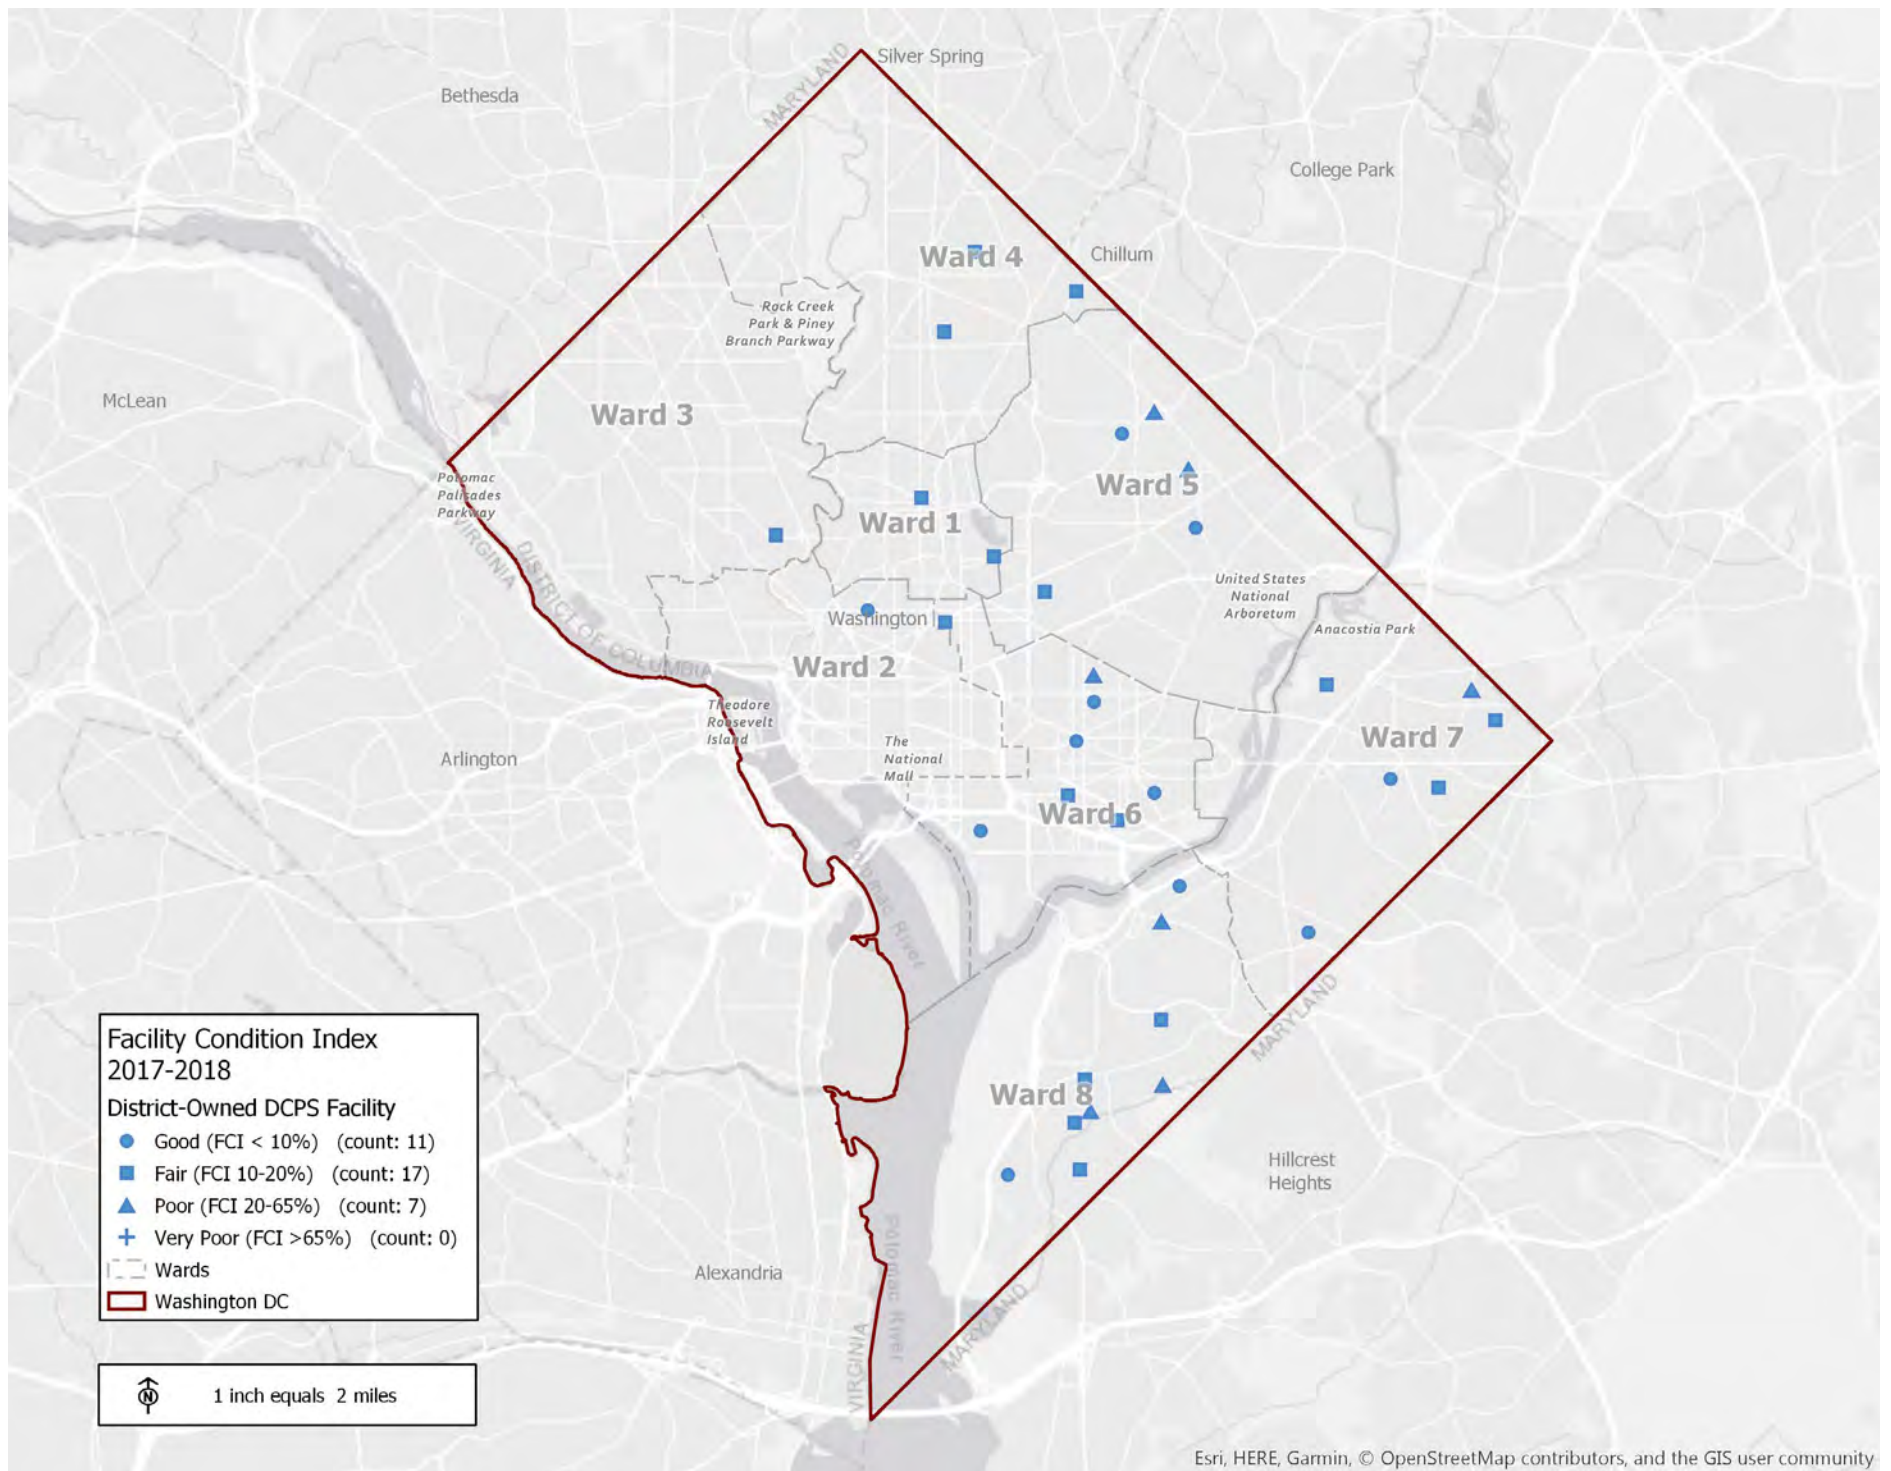 Silver Spring
MARYLAND
Bethesda
College Park
Ward 4
Chillum
Rock Creek
Park & Piney
Branch Parkway
McLean
Ward 3
Potomac
Palisades
Parkway
Ward 5
Ward 1
VIRGINIA
DISTRICT OF COLUMBIA
United States
National
Arboretum
Washington
Anacostia Park
Ward 2
Theodore
Roosevelt
Island
The
National
Mall
Ward 7
Arlington
Ward 6
Potomac River
MARYLAND
Facility Condition Index
2017-2018
District-Owned DCPS Facility
Good (FCI < 10%) (count: 11)
Fair (FCI 10-20%) (count: 17)
Poor (FCI 20-65%) (count: 7)
Very Poor (FCI >65%) (count: 0)
Wards
Washington DC
Ward 8
Hillcrest
Heights
Alexandria
Potomac River
MARYLAND
VIRGINIA
N
1 inch equals 2 miles
Esri, HERE, Garmin, © OpenStreetMap contributors, and the GIS user community